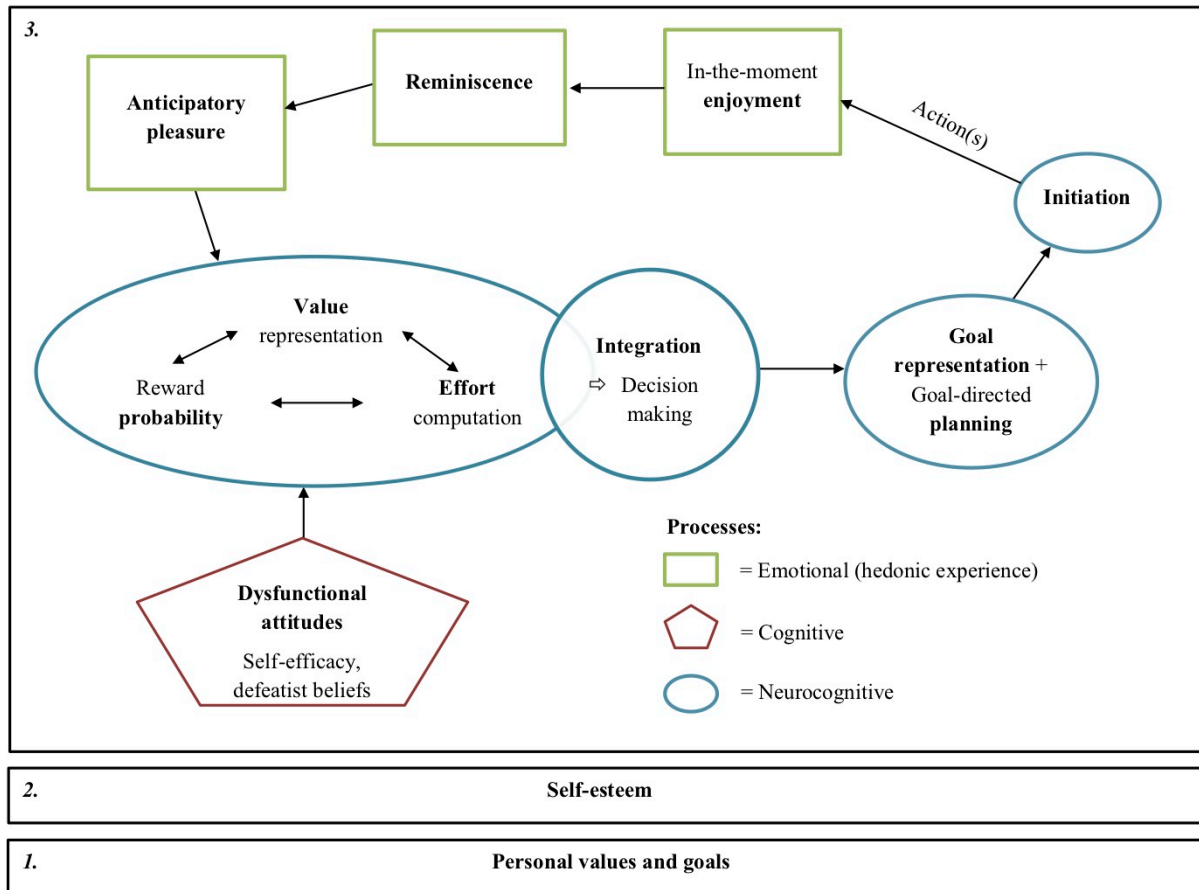 3.
Anticipatory
pleasure
Reminiscence
In-the-moment
enjoyment
Action(s)
Initiation
Value
representation
Reward
probability
Effort
computation
Integration
⇨ Decision
making
Goal
representation +
Goal-directed
planning
Dysfunctional
attitudes
Self-efficacy,
defeatist beliefs
Processes:
= Emotional (hedonic experience)
= Cognitive
= Neurocognitive
2.
Self-esteem
1.
Personal values and goals